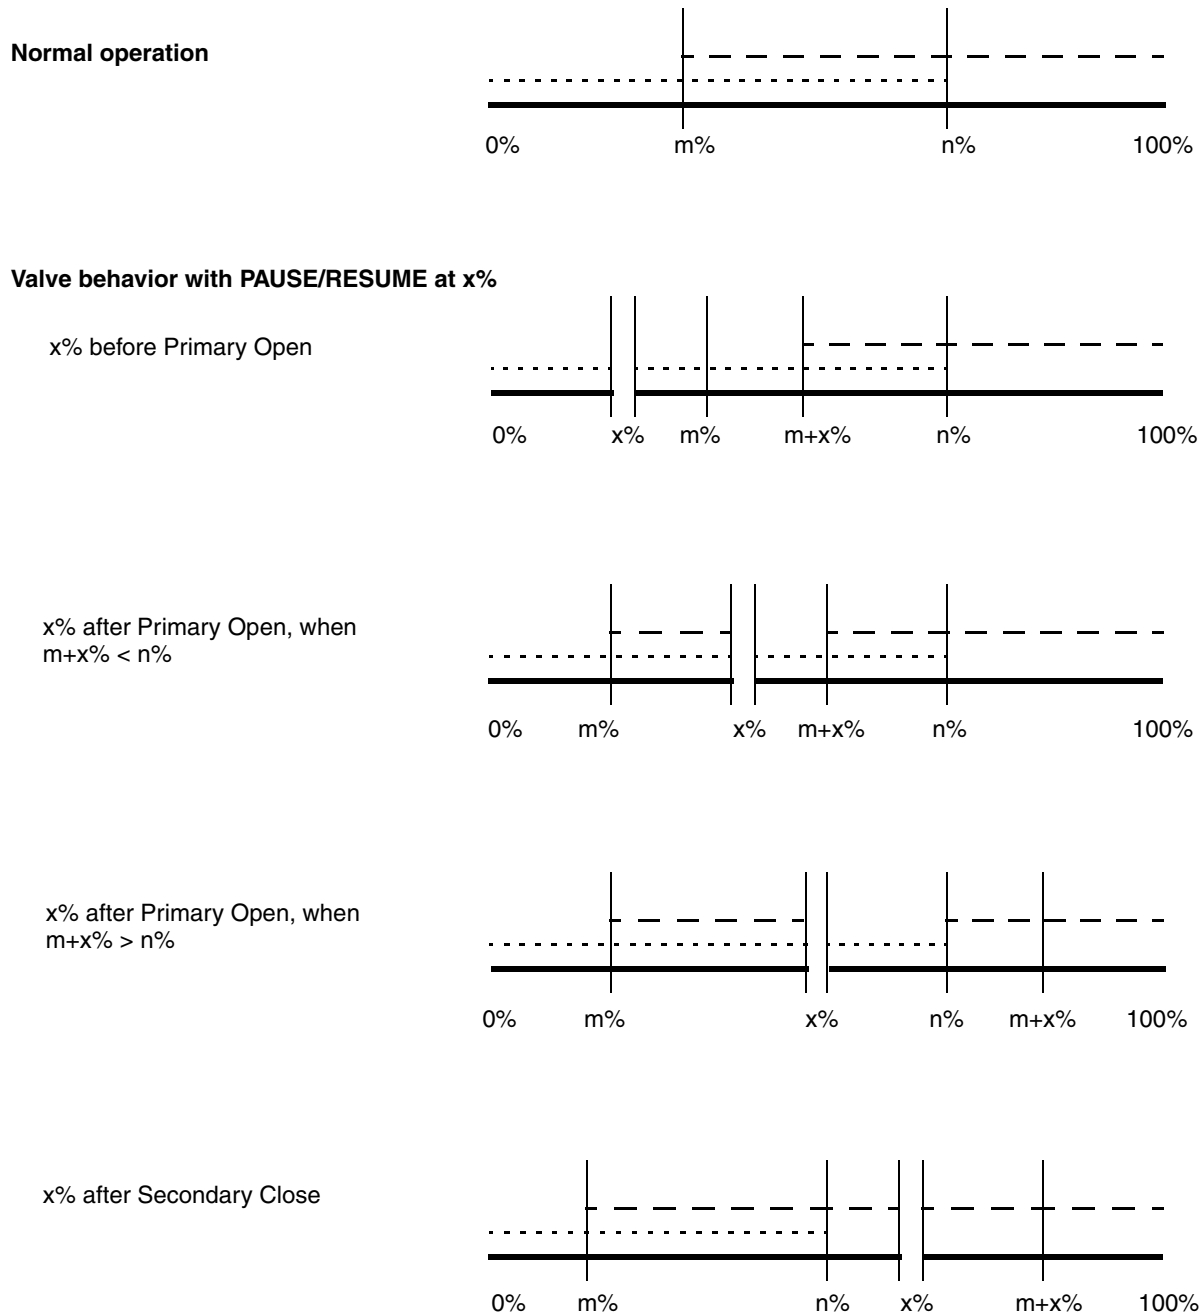 Normal operation
0% m% n% 100%
Valve behavior with PAUSE/RESUME at x%
x% before Primary Open
0% x% m% m+x% n% 100%
x% after Primary Open, when
m+x% < n%
0% m% x% m+x% n% 100%
x% after Primary Open, when
m+x% > n%
0% m% x% n% m+x% 100%
x% after Secondary Close
0% m% n% x% m+x% 100%